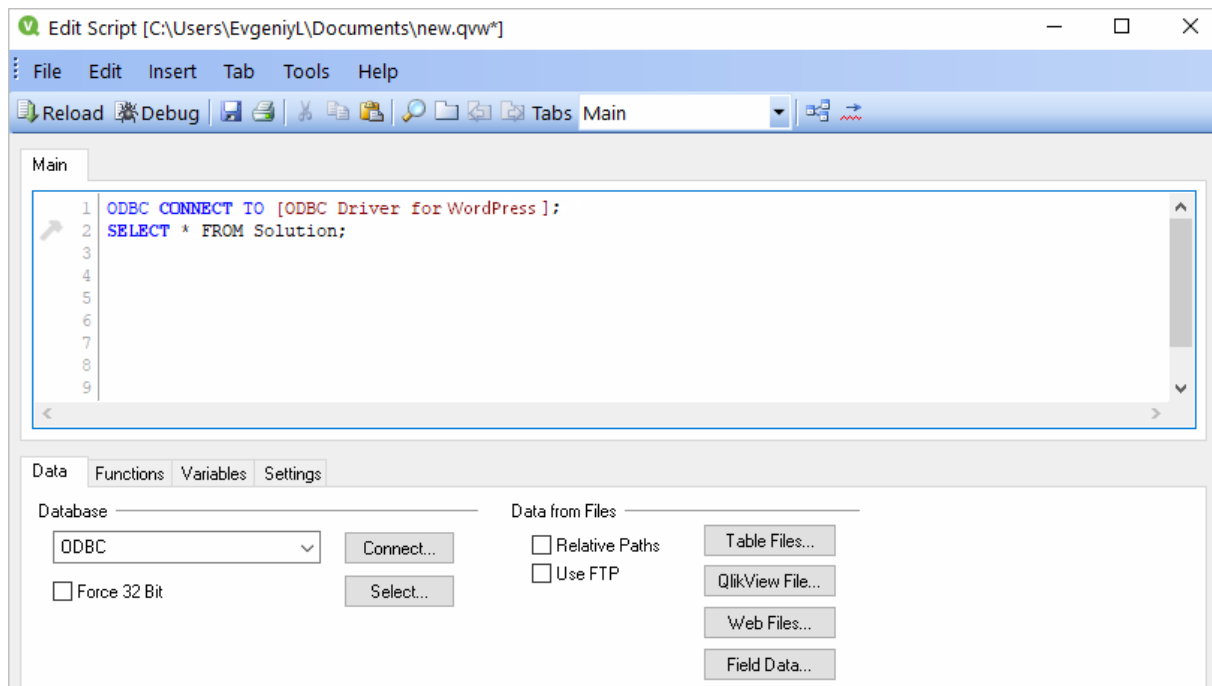 Edit Script [C:\Users\EvgeniyL\Documents\new.qvw*]
File Edit Insert Tab Tools Help
Reload Debug Tabs Main
Main
1 ODBC CONNECT TO [ODBC Driver for WordPress ];
2 SELECT * FROM Solution;
3
4
5
6
7
8
9
Data Functions Variables Settings
Database Data from Files
ODBC Connect... Relative Paths Table Files...
Force 32 Bit Select... Use FTP QlikView File...
Web Files...
Field Data...